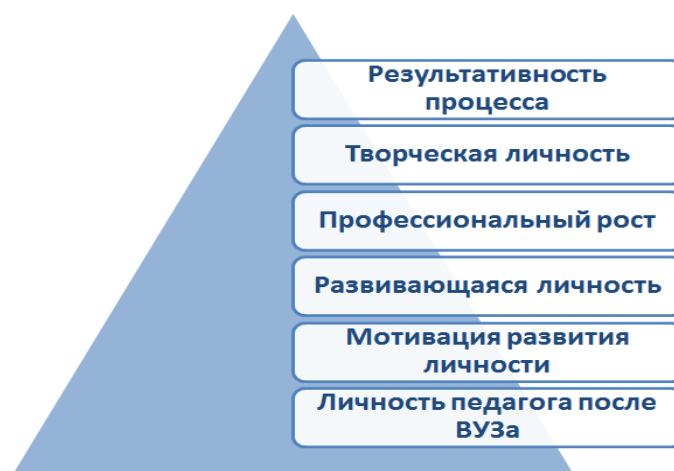 Результативность
процесса
Творческая личность
Профессиональный рост
Развивающаяся личность
Мотивация развития
личности
Личность педагога после
ВУЗа